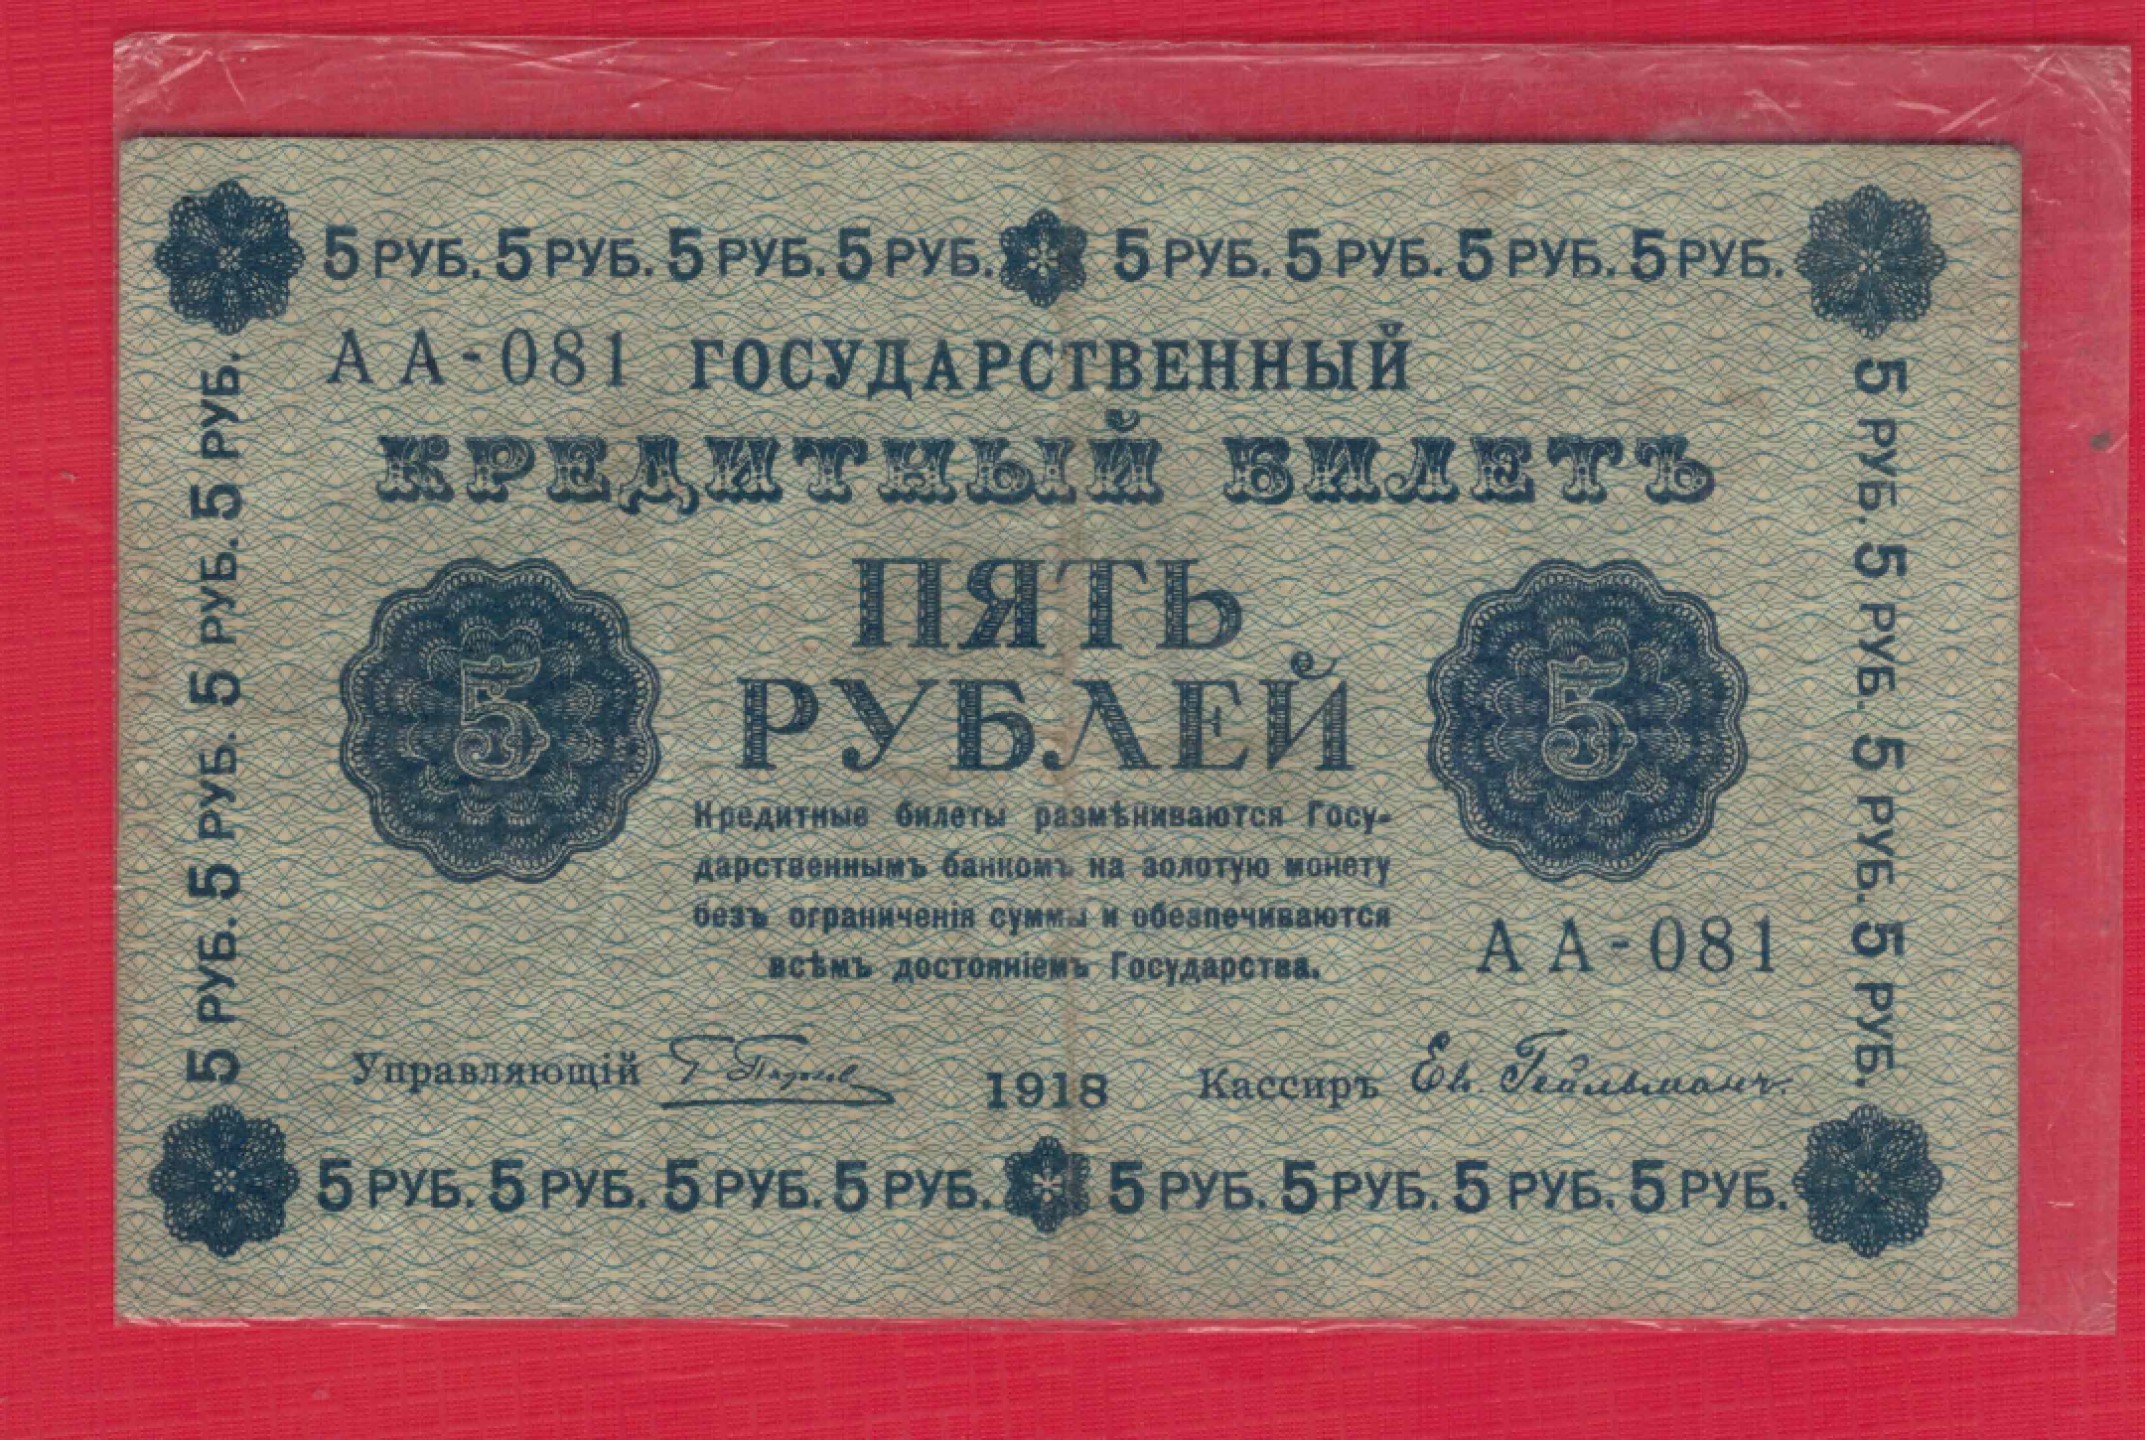 5 РУБ. 5 РУБ. 5 РУБ. 5 РУБ. 5 РУБ. 5 РУБ. 5 РУБ. 5 РУБ.
АА-081 ГОСУДАРСТВЕННЫЙ
КРЕДИТНЫЙ БИЛЕТЪ
5 РУБ. 5 РУБ. 5 РУБ. 5 РУБ.
5 РУБ. 5 РУБ. 5 РУБ. 5 РУБ.
ПЯТЬ
РУБЛЕЙ
5
5
Кредитные билеты размѣниваются Госу-
дарственнымъ банкомъ на золотую монету
безъ ограниченія суммы и обезпечиваются
всѣмъ достояніемъ Государства.
АА-081
Управляющій Г. Пятаков 1918 Кассиръ Ев. Гейльманъ.
5 РУБ. 5 РУБ. 5 РУБ. 5 РУБ. 5 РУБ. 5 РУБ. 5 РУБ. 5 РУБ.